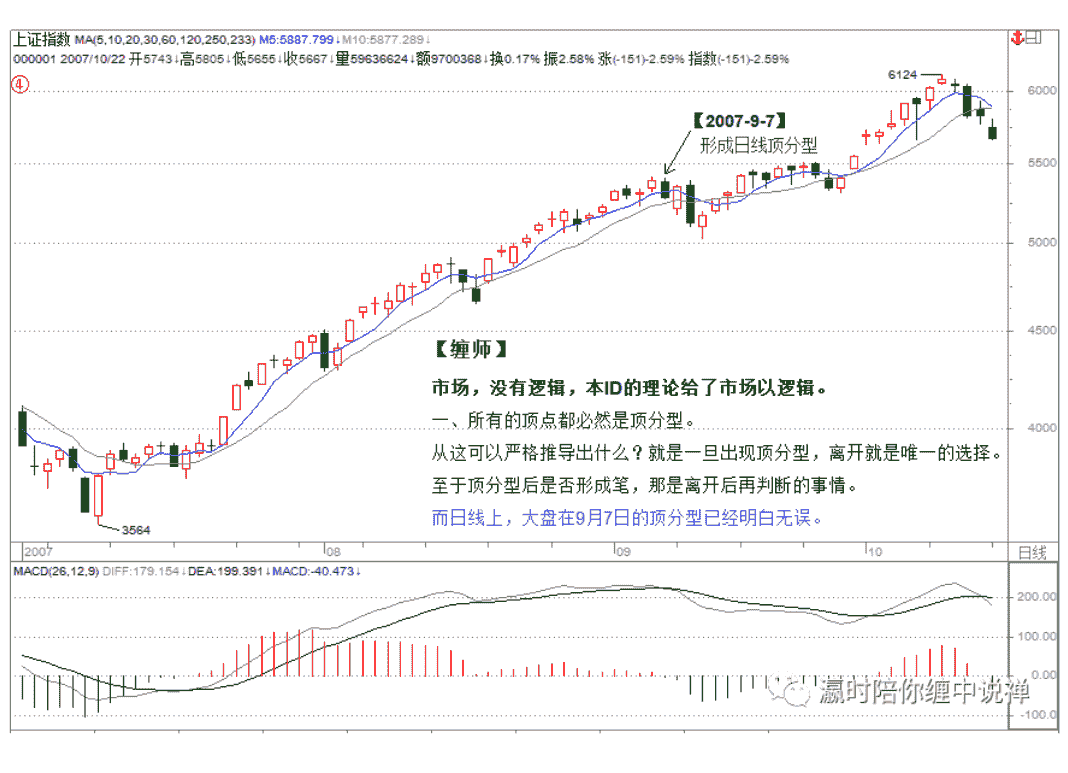 上证指数 MA(5,10,20,30,60,120,250,233) M5:5887.799↓M10:5877.289↓
000001 2007/10/22 开5743↓高5805↓低5655↓收5667↓量59636624↓额9700368↓换0.17% 振2.58% 涨(-151)-2.59% 指数(-151)-2.59%
④
6124
6000
【2007-9-7】
形成日线顶分型
5500
5000
4500
【缠师】
市场，没有逻辑，本ID的理论给了市场以逻辑。
一、所有的顶点都必然是顶分型。
4000
从这可以严格推导出什么？就是一旦出现顶分型，离开就是唯一的选择。
至于顶分型后是否形成笔，那是离开后再判断的事情。
而日线上，大盘在9月7日的顶分型已经明白无误。
3564
2007 08 09 10 日线
MACD(26,12,9) DIFF:179.154↓DEA:199.391↓MACD:-40.473↓
200.00
100.00
0.00
瀛时陪你缠中说禅
-100.0